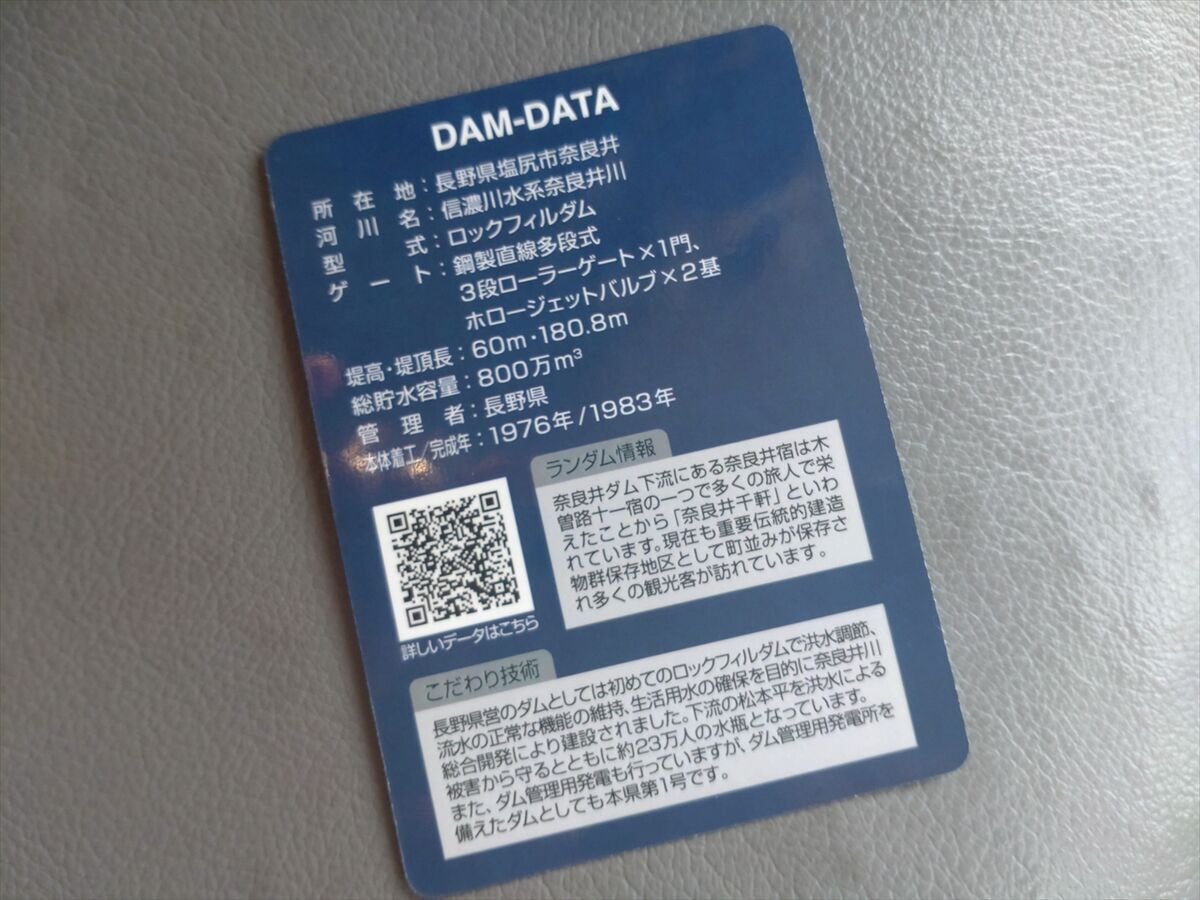 DAM-DATA
所在地：長野県塩尻市奈良井
河川名：信濃川水系奈良井川
型式：ロックフィルダム
ゲート：鋼製直線多段式
3段ローラーゲート×1門、
ホロージェットバルブ×2基
堤高・堤頂長：60m・180.8m
総貯水容量：800万m³
管理者：長野県
本体着工/完成年：1976年/1983年
ランダム情報
奈良井ダム下流にある奈良井宿は木
曽路十一宿の一つで多くの旅人で栄
えたことから「奈良井千軒」といわ
れています。現在も重要伝統的建造
物群保存地区として町並みが保存さ
れ多くの観光客が訪れています。
詳しいデータはこちら
こだわり技術
長野県営のダムとしては初めてのロックフィルダムで洪水調節、
流水の正常な機能の維持、生活用水の確保を目的に奈良井川
総合開発により建設されました。下流の松本平を洪水による
被害から守るとともに約23万人の水瓶となっています。
また、ダム管理用発電も行っていますが、ダム管理用発電所を
備えたダムとしても本県第1号です。